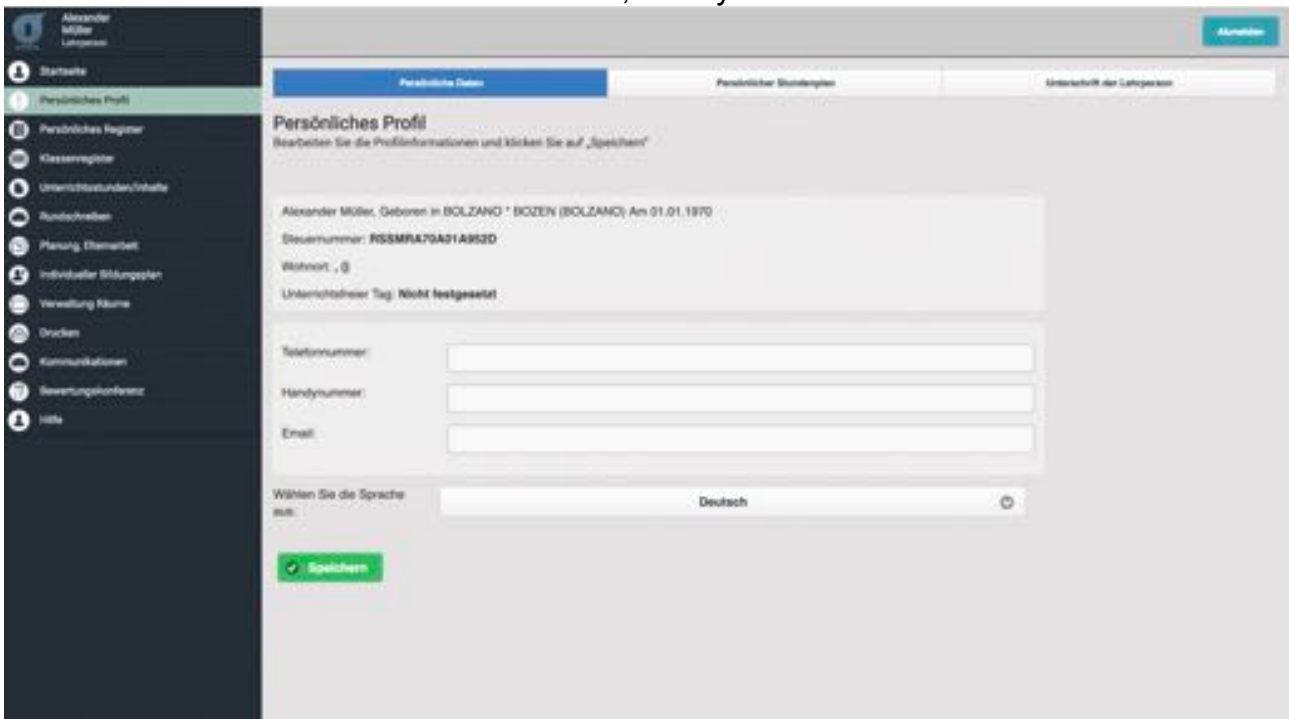 Alexander
Müller
Lehrperson
Abmelden
Startseite
Persönliches Profil
Persönliches Register
Klassenregister
Unterrichtsstunden/Inhalte
Rundschreiben
Planung, Elternarbeit
Individueller Bildungsplan
Verwaltung Räume
Drucken
Kommunikationen
Bewertungskonferenz
Hilfe
Persönliche Daten
Persönlicher Stundenplan
Unterschrift der Lehrperson
Persönliches Profil
Bearbeiten Sie die Profilinformationen und klicken Sie auf „Speichern"
Alexander Müller, Geboren in BOLZANO * BOZEN (BOLZANO) Am 01.01.1970
Steuernummer: RSSMRA70A01A952D
Wohnort: , ()
Unterrichtsfreier Tag: Nicht festgesetzt
Telefonnummer:
Handynummer:
Email:
Wählen Sie die Sprache
aus:
Deutsch
Speichern